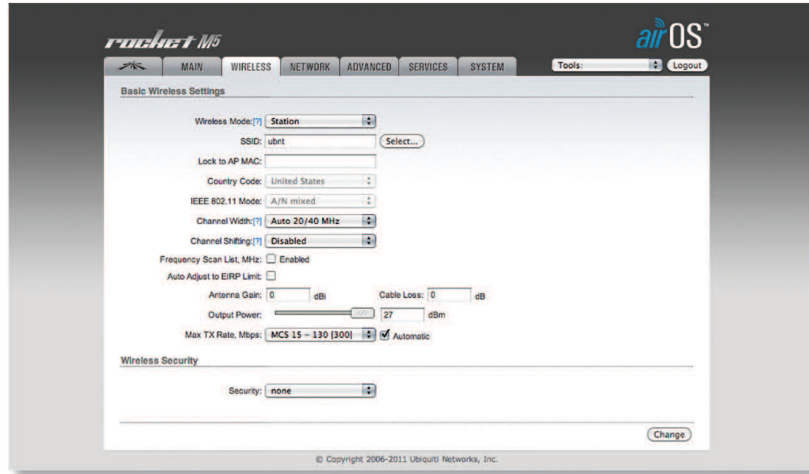 rocket M5
airOS™
MAIN WIRELESS NETWORK ADVANCED SERVICES SYSTEM Tools: Logout
Basic Wireless Settings
Wireless Mode:[?] Station
SSID: ubnt Select...
Lock to AP MAC:
Country Code: United States
IEEE 802.11 Mode: A/N mixed
Channel Width:[?] Auto 20/40 MHz
Channel Shifting:[?] Disabled
Frequency Scan List, MHz: Enabled
Auto Adjust to EIRP Limit:
Antenna Gain: 0 dBi Cable Loss: 0 dB
Output Power: 27 dBm
Max TX Rate, Mbps: MCS 15 – 130 [300] Automatic
Wireless Security
Security: none
Change
© Copyright 2006-2011 Ubiquiti Networks, Inc.